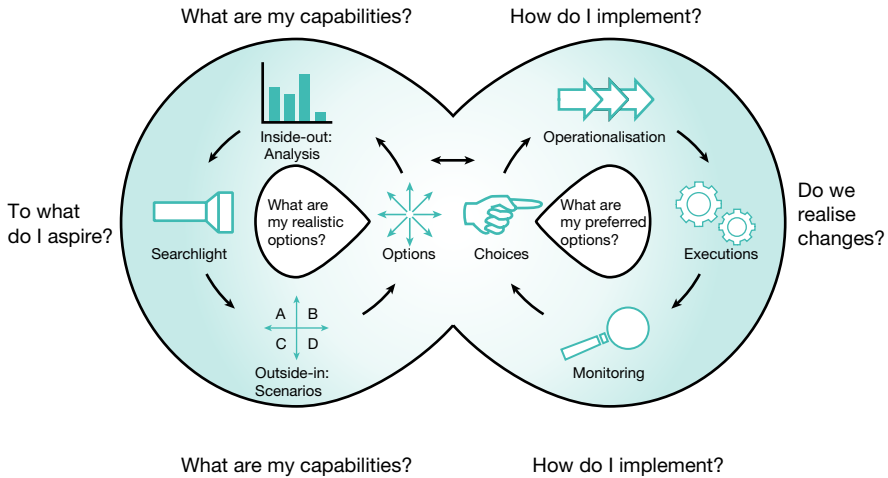 What are my capabilities?
How do I implement?
Inside-out:
Analysis
Operationalisation
To what
do I aspire?
Searchlight
What are
my realistic
options?
Options
Choices
What are
my preferred
options?
Executions
Do we
realise
changes?
A B
C D
Outside-in:
Scenarios
Monitoring
What are my capabilities?
How do I implement?